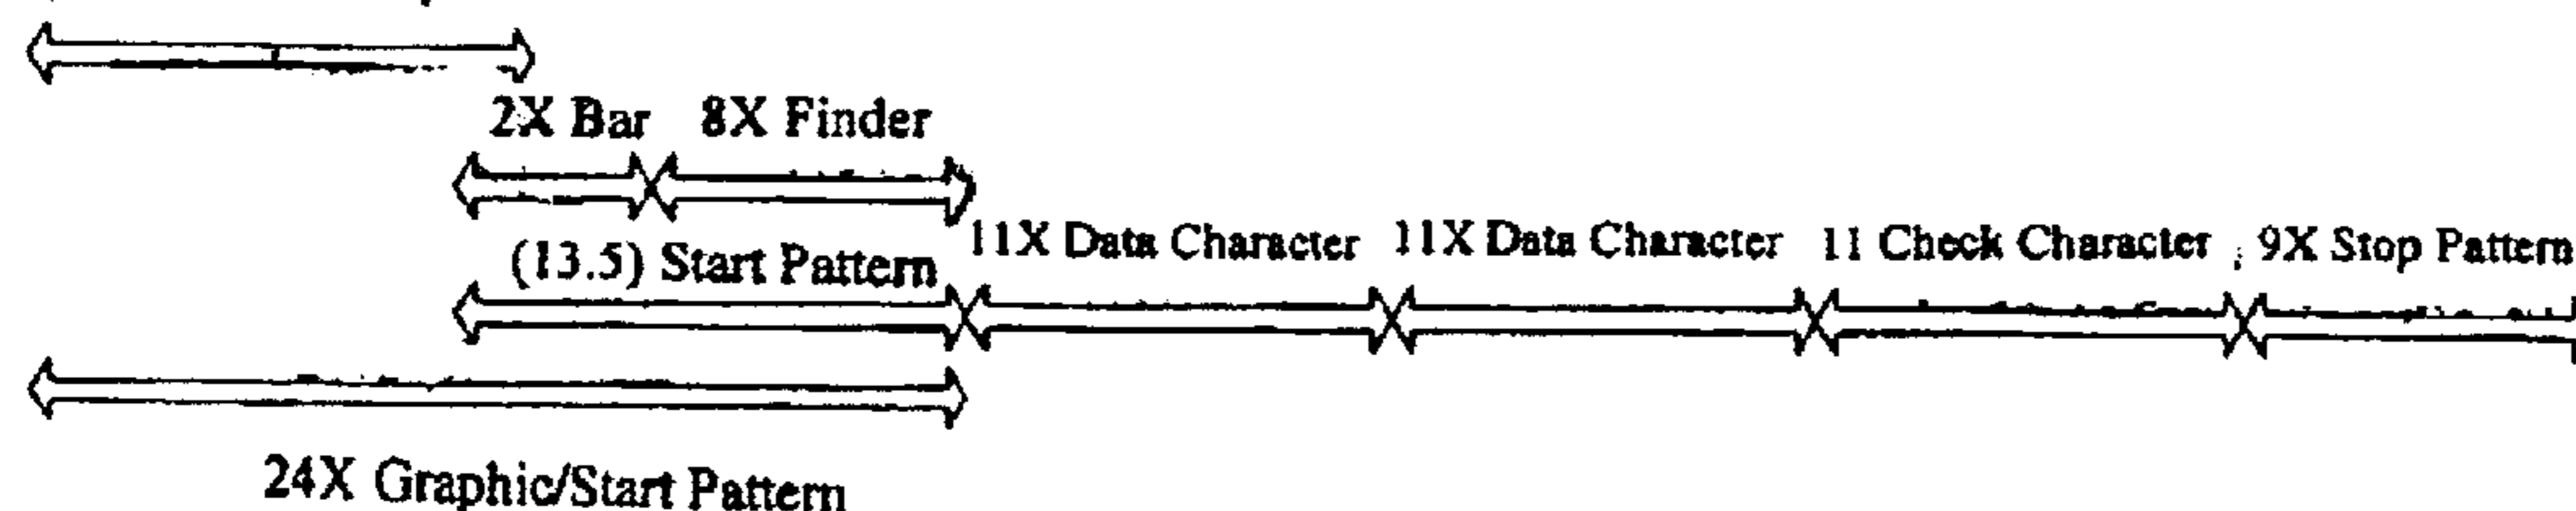 2X Bar 8X Finder
(13.5) Start Pattern 11X Data Character 11X Data Character 11 Check Character 9X Stop Pattern
24X Graphic/Start Pattern